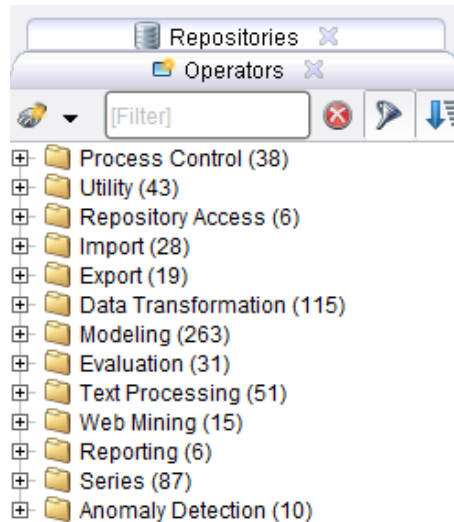 Repositories
Operators
[Filter]
Process Control (38)
Utility (43)
Repository Access (6)
Import (28)
Export (19)
Data Transformation (115)
Modeling (263)
Evaluation (31)
Text Processing (51)
Web Mining (15)
Reporting (6)
Series (87)
Anomaly Detection (10)